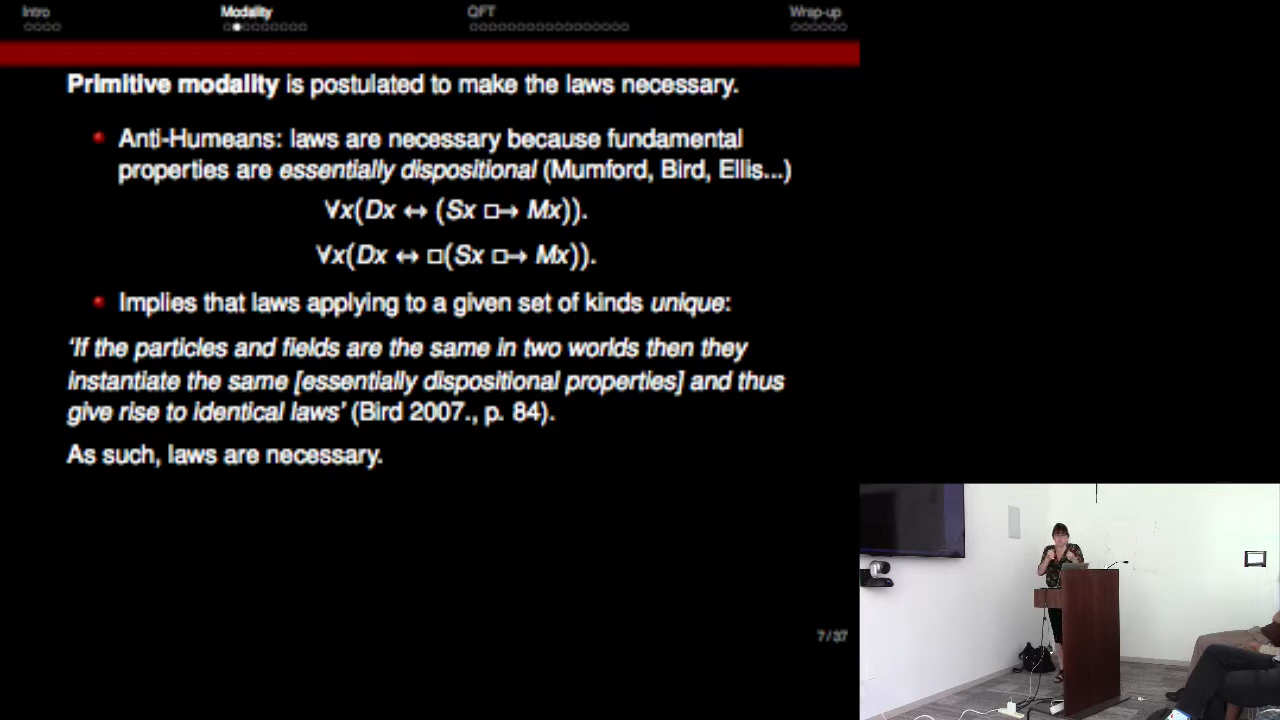 Intro
Modality
QFT
Wrap-up
Primitive modality is postulated to make the laws necessary.
Anti-Humeans: laws are necessary because fundamental
properties are essentially dispositional (Mumford, Bird, Ellis...)
∀x(Dx ↔ (Sx □→ Mx)).
∀x(Dx ↔ □(Sx □→ Mx)).
Implies that laws applying to a given set of kinds unique:
'If the particles and fields are the same in two worlds then they
instantiate the same [essentially dispositional properties] and thus
give rise to identical laws' (Bird 2007., p. 84).
As such, laws are necessary.
7 / 37